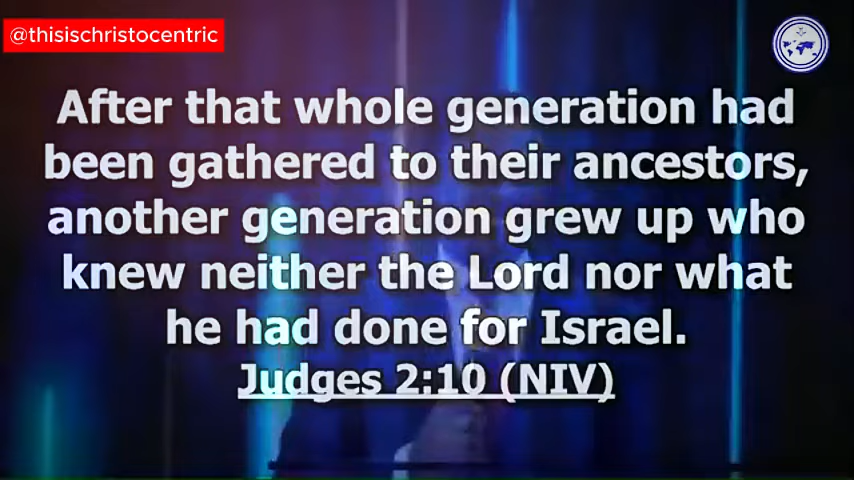 @thisischristocentric
After that whole generation had
been gathered to their ancestors,
another generation grew up who
knew neither the Lord nor what
he had done for Israel.
Judges 2:10 (NIV)